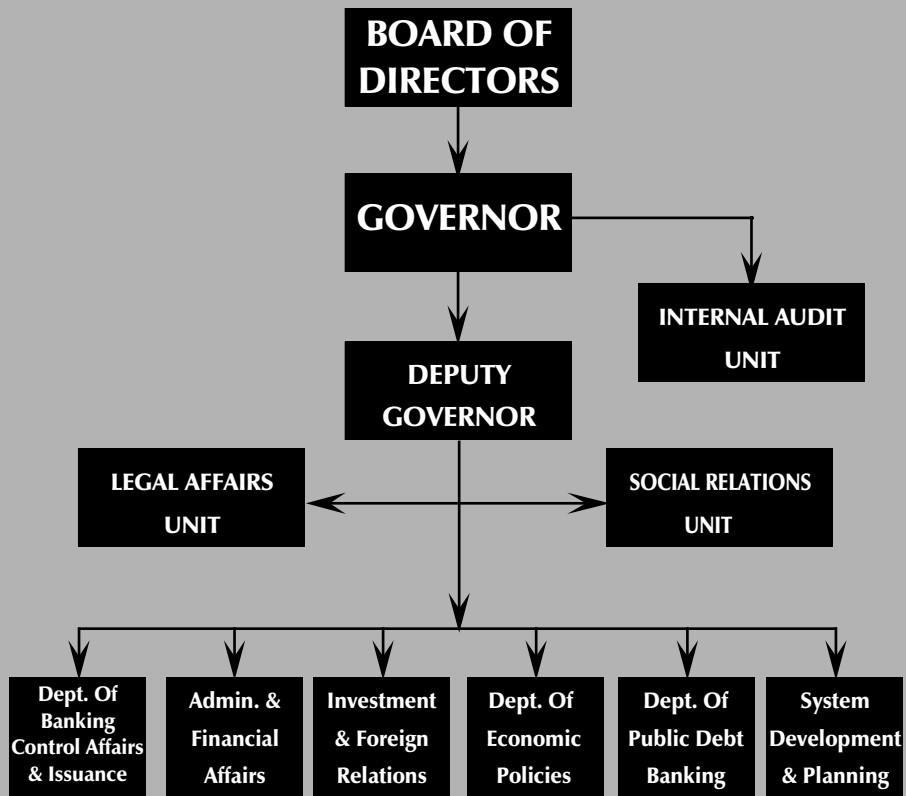 BOARD OF
DIRECTORS
GOVERNOR
INTERNAL AUDIT
UNIT
DEPUTY
GOVERNOR
LEGAL AFFAIRS
UNIT
SOCIAL RELATIONS
UNIT
Dept. Of
Banking
Control Affairs
& Issuance
Admin. &
Financial
Affairs
Investment
& Foreign
Relations
Dept. Of
Economic
Policies
Dept. Of
Public Debt
Banking
System
Development
& Planning